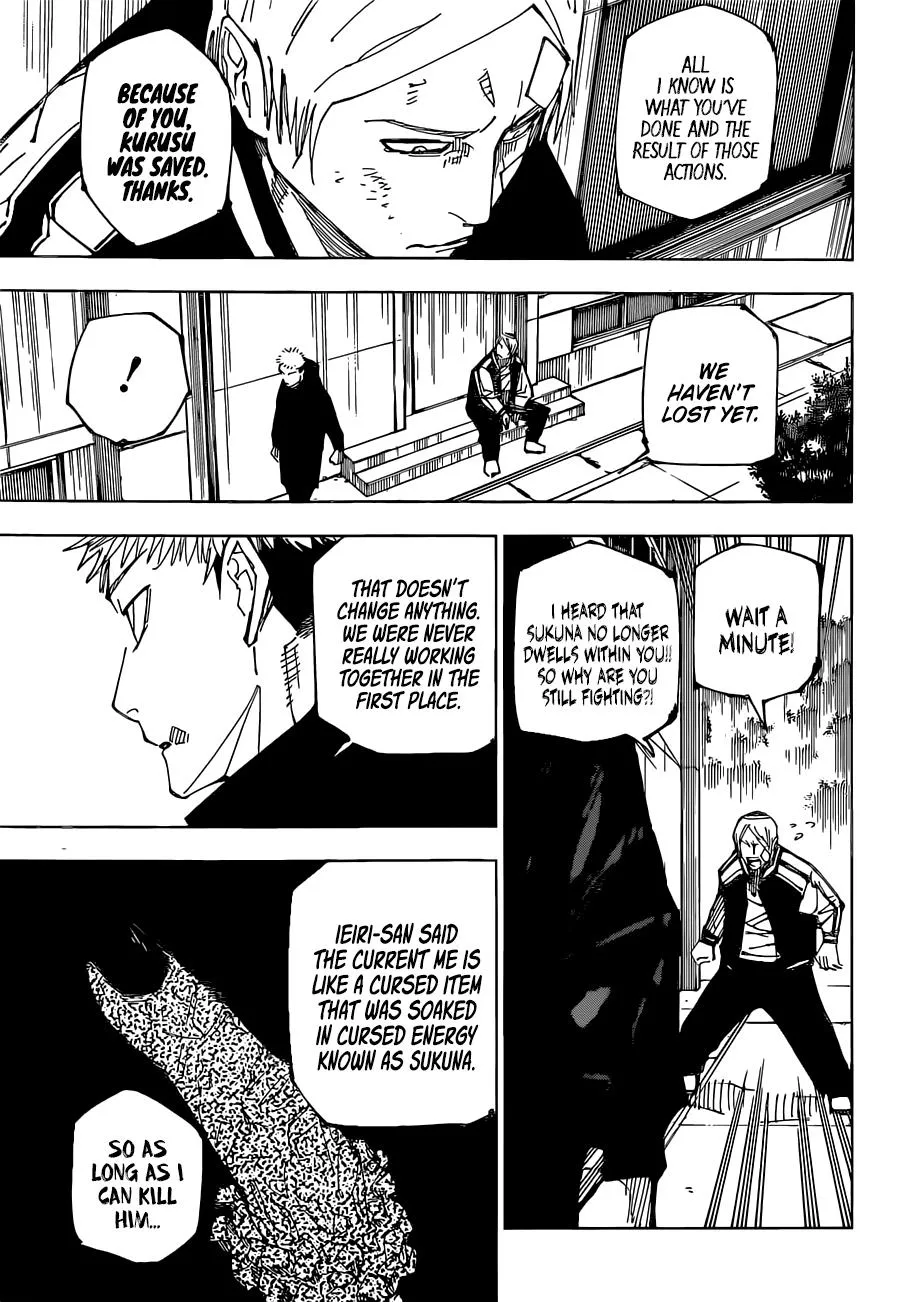 ALL
I KNOW IS
WHAT YOU'VE
DONE AND THE
RESULT OF THOSE
ACTIONS.
BECAUSE
OF YOU,
KURUSU
WAS SAVED.
THANKS.
WE
HAVEN'T
LOST YET.
!
WAIT A
MINUTE!
I HEARD THAT
SUKUNA NO LONGER
DWELLS WITHIN YOU!!
SO WHY ARE YOU
STILL FIGHTING?!
THAT DOESN'T
CHANGE ANYTHING.
WE WERE NEVER
REALLY WORKING
TOGETHER IN THE
FIRST PLACE.
IEIRI-SAN SAID
THE CURRENT ME IS
LIKE A CURSED ITEM
THAT WAS SOAKED
IN CURSED ENERGY
KNOWN AS SUKUNA.
SO AS
LONG AS I
CAN KILL
HIM...